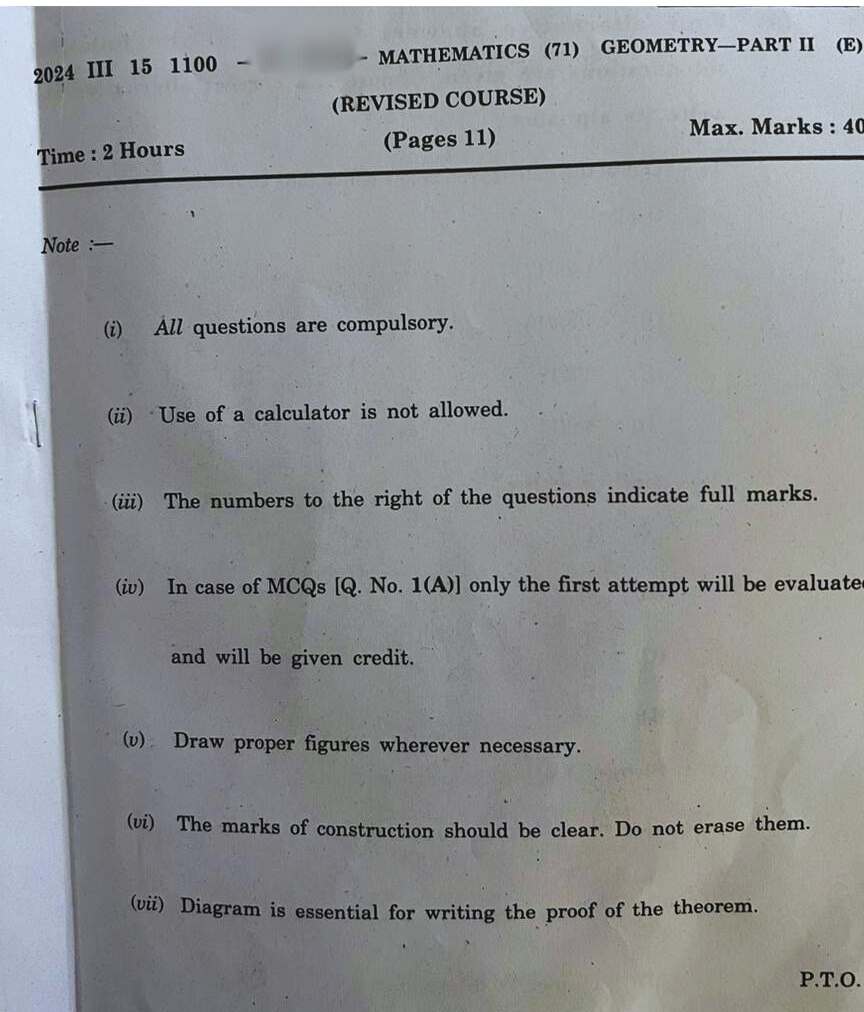 2024 III 15 1100 – – MATHEMATICS (71) GEOMETRY—PART II (E)
(REVISED COURSE)
Time : 2 Hours (Pages 11) Max. Marks : 40
Note :—
(i) All questions are compulsory.
(ii) Use of a calculator is not allowed.
(iii) The numbers to the right of the questions indicate full marks.
(iv) In case of MCQs [Q. No. 1(A)] only the first attempt will be evaluate
and will be given credit.
(v) Draw proper figures wherever necessary.
(vi) The marks of construction should be clear. Do not erase them.
(vii) Diagram is essential for writing the proof of the theorem.
P.T.O.